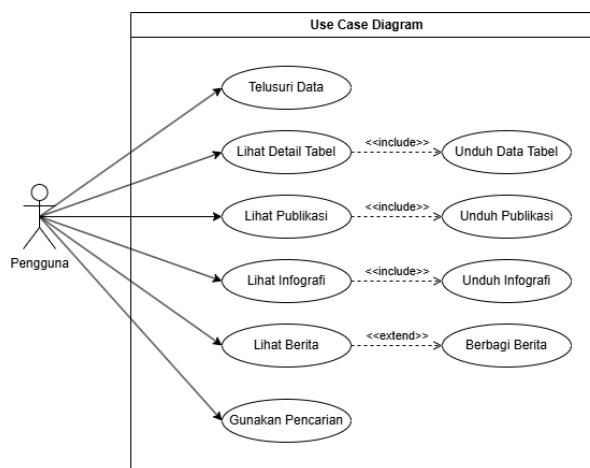 Use Case Diagram
Telusuri Data
Lihat Detail Tabel
<<include>>
Unduh Data Tabel
Lihat Publikasi
<<include>>
Unduh Publikasi
Pengguna
Lihat Infografi
<<include>>
Unduh Infografi
Lihat Berita
<<extend>>
Berbagi Berita
Gunakan Pencarian